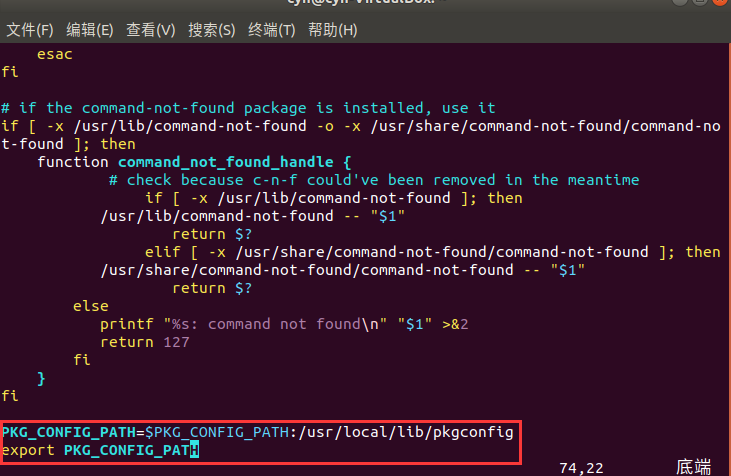 cyn@cyn-VirtualBox: ~
文件(F) 编辑(E) 查看(V) 搜索(S) 终端(T) 帮助(H)
esac
fi
# if the command-not-found package is installed, use it
if [ -x /usr/lib/command-not-found -o -x /usr/share/command-not-found/command-no
t-found ]; then
function command_not_found_handle {
# check because c-n-f could've been removed in the meantime
if [ -x /usr/lib/command-not-found ]; then
/usr/lib/command-not-found -- "$1"
return $?
elif [ -x /usr/share/command-not-found/command-not-found ]; then
/usr/share/command-not-found/command-not-found -- "$1"
return $?
else
printf "%s: command not found\n" "$1" >&2
return 127
fi
}
fi
PKG_CONFIG_PATH=$PKG_CONFIG_PATH:/usr/local/lib/pkgconfig
export PKG_CONFIG_PATH
74,22 底端